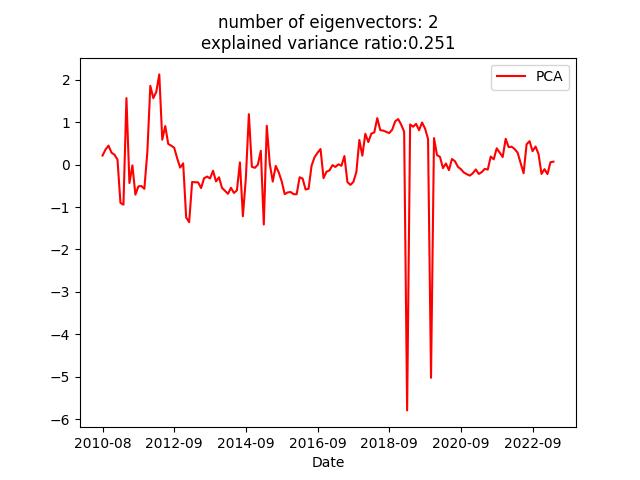 number of eigenvectors: 2
explained variance ratio:0.251
PCA
2
1
0
−1
−2
−3
−4
−5
−6
2010-08 2012-09 2014-09 2016-09 2018-09 2020-09 2022-09
Date